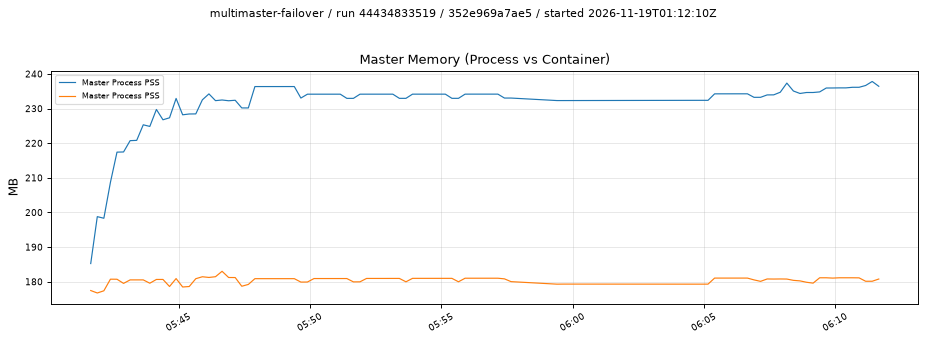 multimaster-failover / run 44434833519 / 352e969a7ae5 / started 2026-11-19T01:12:10Z
Master Memory (Process vs Container)
Master Process PSS
Master Process PSS
MB
240
230
220
210
200
190
180
05:45
05:50
05:55
06:00
06:05
06:10